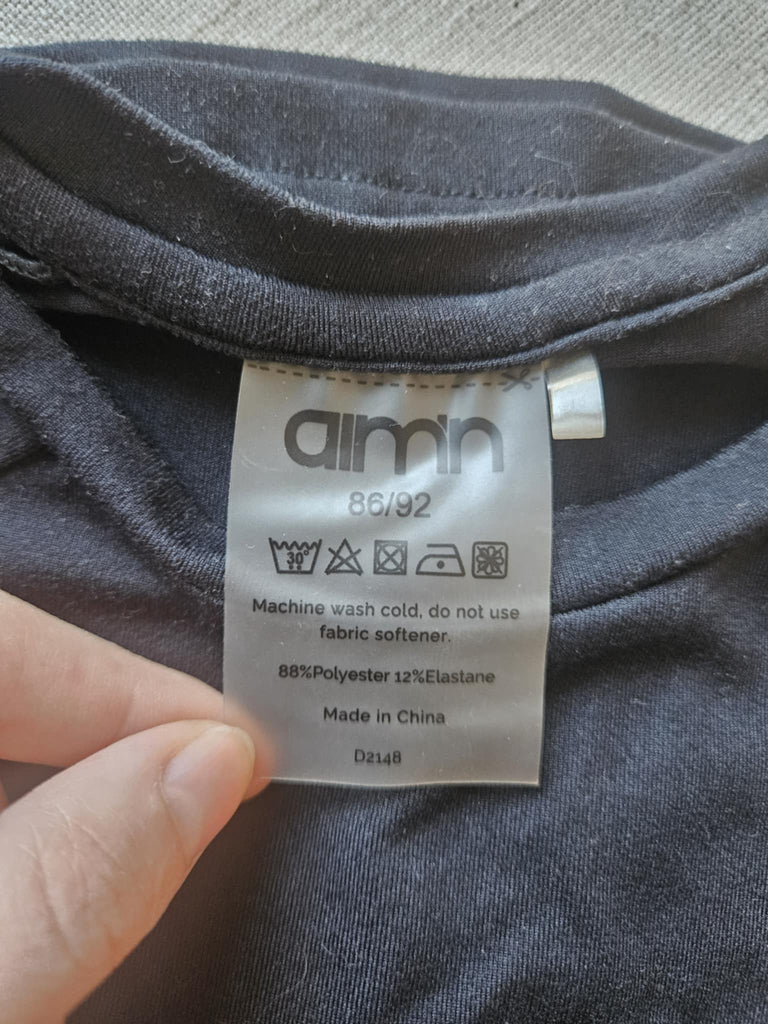 aim'n
86/92
30°
Machine wash cold, do not use
fabric softener.
88%Polyester 12%Elastane
Made in China
D2148